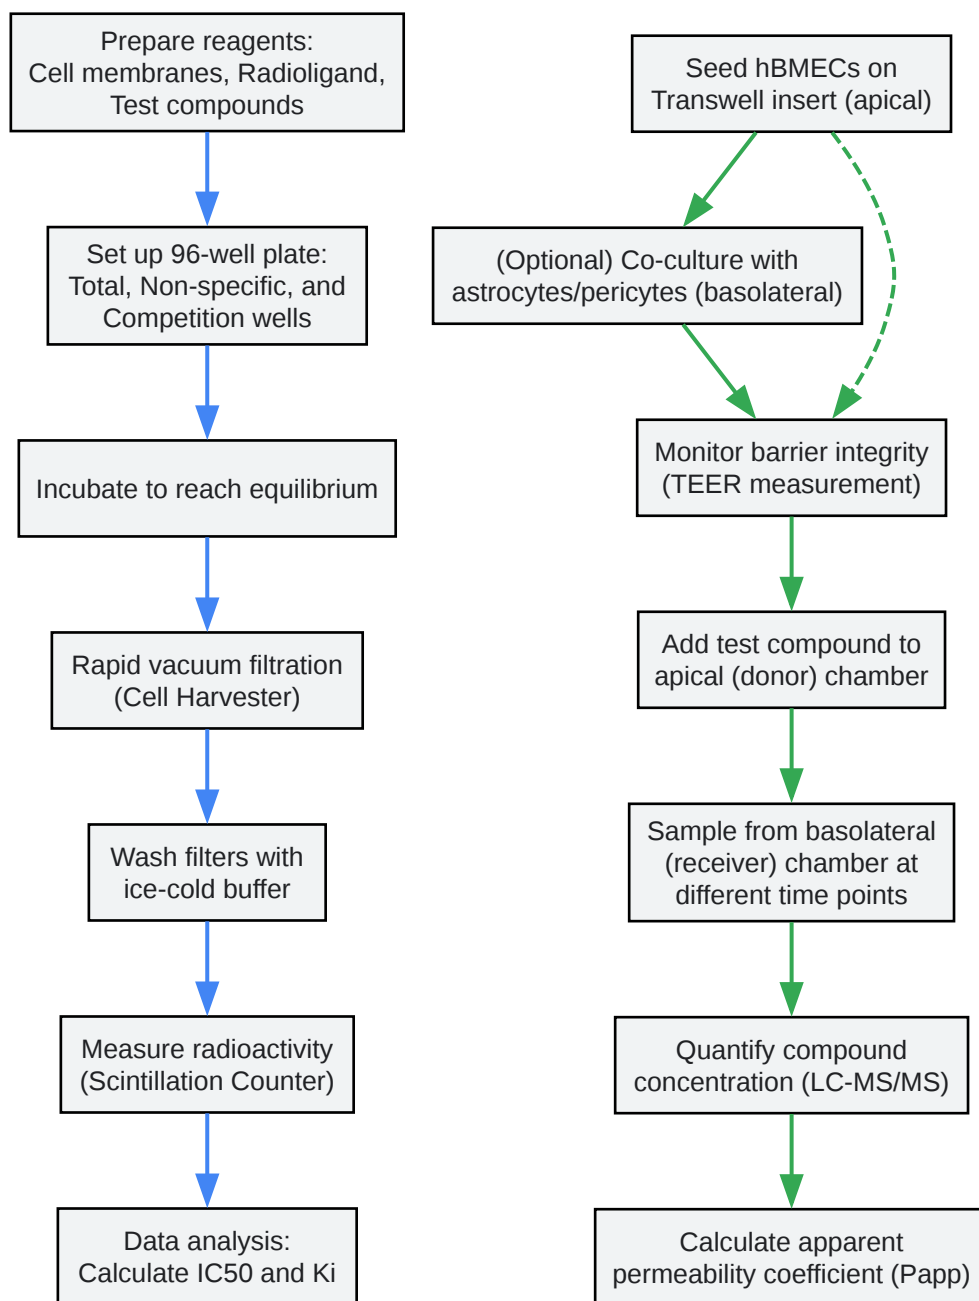 Prepare reagents:
Cell membranes, Radioligand,
Test compounds
Set up 96-well plate:
Total, Non-specific, and
Competition wells
Incubate to reach equilibrium
Rapid vacuum filtration
(Cell Harvester)
Wash filters with
ice-cold buffer
Measure radioactivity
(Scintillation Counter)
Data analysis:
Calculate IC50 and Ki
Seed hBMECs on
Transwell insert (apical)
(Optional) Co-culture with
astrocytes/pericytes (basolateral)
Monitor barrier integrity
(TEER measurement)
Add test compound to
apical (donor) chamber
Sample from basolateral
(receiver) chamber at
different time points
Quantify compound
concentration (LC-MS/MS)
Calculate apparent
permeability coefficient (Papp)